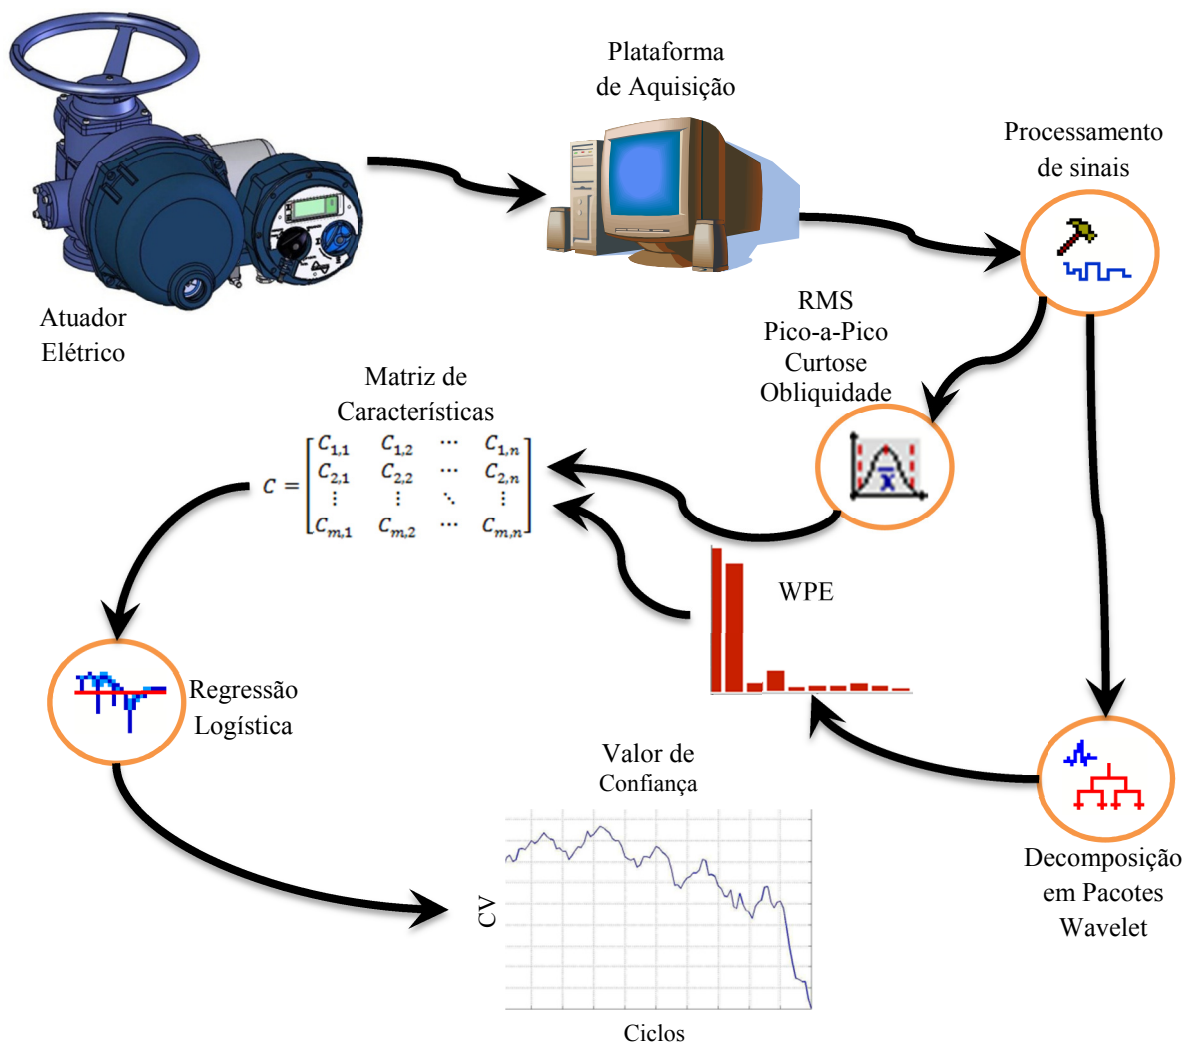 Plataforma
de Aquisição
Processamento
de sinais
Atuador
Elétrico
RMS
Pico-a-Pico
Curtose
Obliquidade
x̄
Matriz de
Características
C = [C1,1 C1,2 ⋯ C1,n
C2,1 C2,2 ⋯ C2,n
⋮ ⋮ ⋱ ⋮
Cm,1 Cm,2 ⋯ Cm,n]
WPE
Regressão
Logística
Valor de
Confiança
Decomposição
em Pacotes
Wavelet
CV
Ciclos